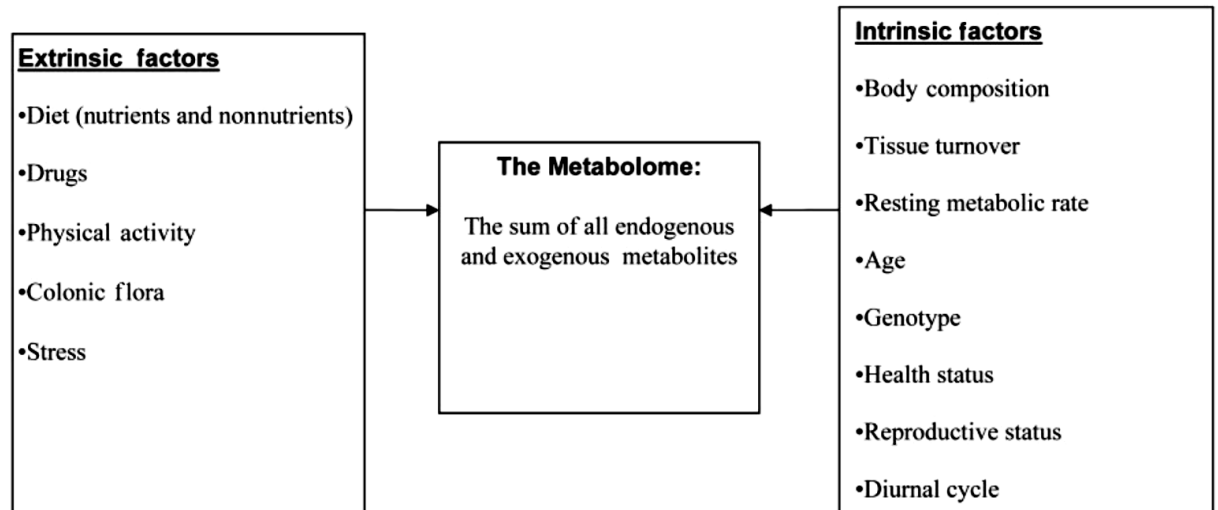 Extrinsic factors
•Diet (nutrients and nonnutrients)
•Drugs
•Physical activity
•Colonic flora
•Stress
The Metabolome:
The sum of all endogenous
and exogenous metabolites
Intrinsic factors
•Body composition
•Tissue turnover
•Resting metabolic rate
•Age
•Genotype
•Health status
•Reproductive status
•Diurnal cycle